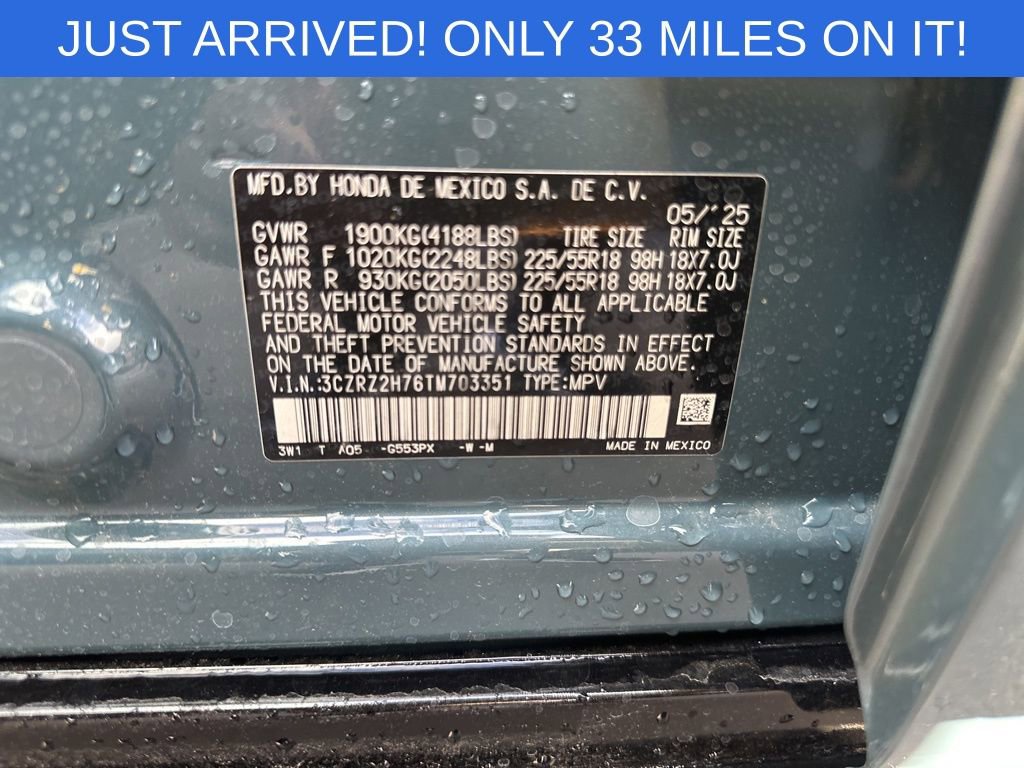 JUST ARRIVED! ONLY 33 MILES ON IT!
MFD.BY HONDA DE MEXICO S.A. DE C.V.
05/'25
GVWR 1900KG(4188LBS) TIRE SIZE RIM SIZE
GAWR F 1020KG(2248LBS) 225/55R18 98H 18X7.0J
GAWR R 930KG(2050LBS) 225/55R18 98H 18X7.0J
THIS VEHICLE CONFORMS TO ALL APPLICABLE
FEDERAL MOTOR VEHICLE SAFETY
AND THEFT PREVENTION STANDARDS IN EFFECT
ON THE DATE OF MANUFACTURE SHOWN ABOVE.
V.I.N.:3CZRZ2H76TM703351 TYPE:MPV
3W1 T A05 -G553PX -W -M MADE IN MEXICO